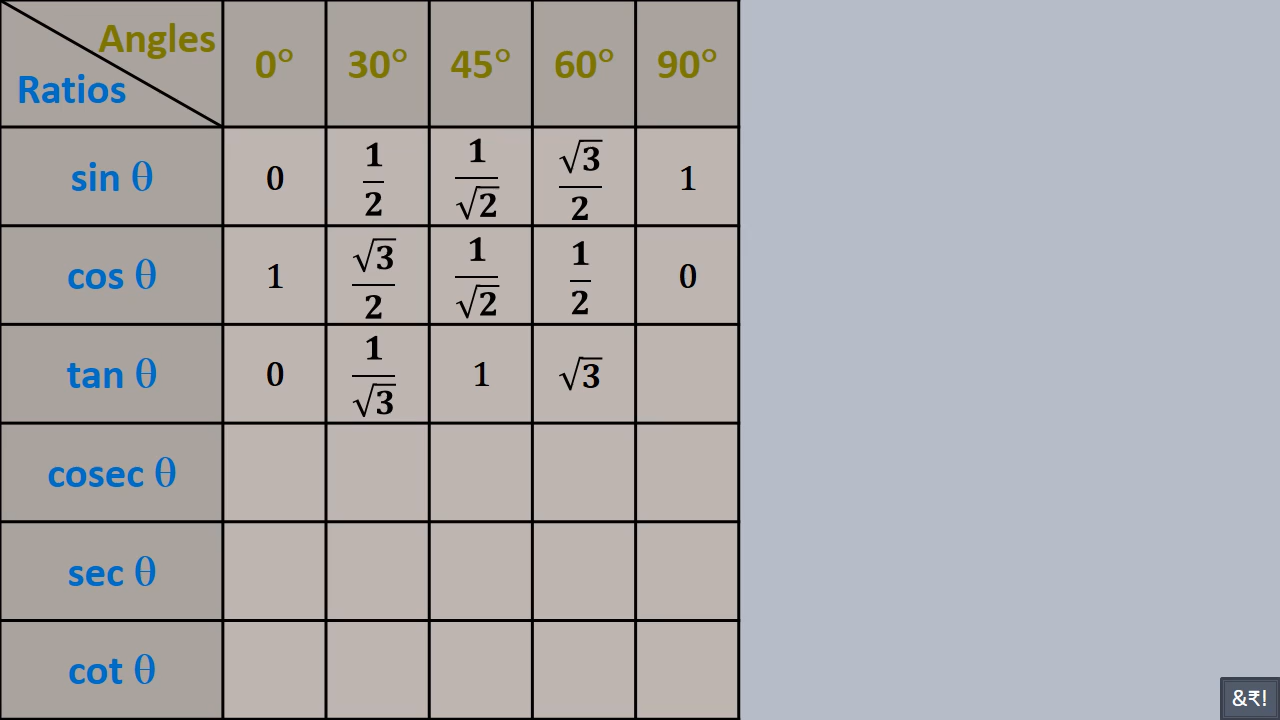 Angles
Ratios
0° 30° 45° 60° 90°
sin θ 0 1/2 1/√2 √3/2 1
cos θ 1 √3/2 1/√2 1/2 0
tan θ 0 1/√3 1 √3
cosec θ
sec θ
cot θ
&₹!